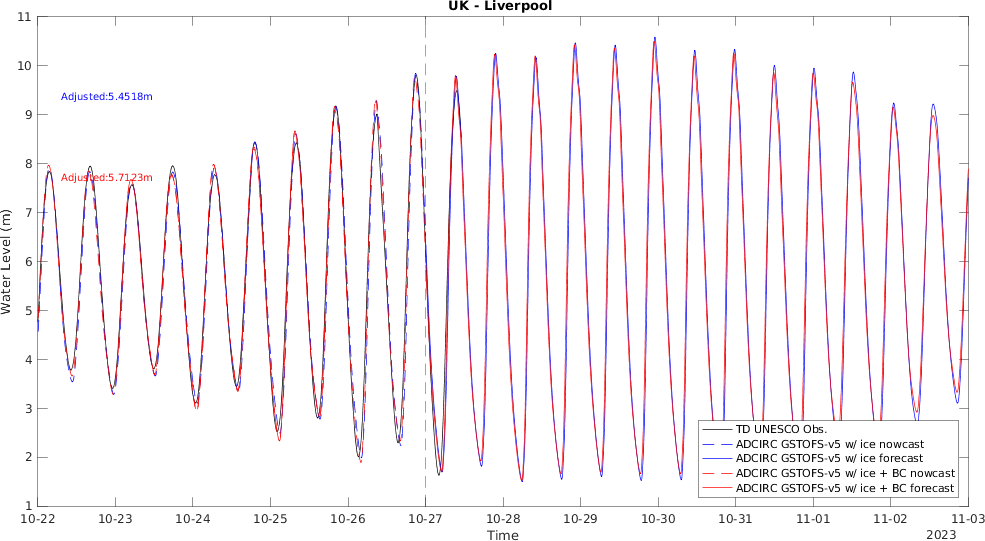 UK - Liverpool
11
10
9
8
7
6
5
4
3
2
1
Water Level (m)
Adjusted:5.4518m
Adjusted:5.7123m
TD UNESCO Obs.
ADCIRC GSTOFS-v5 w/ ice nowcast
ADCIRC GSTOFS-v5 w/ ice forecast
ADCIRC GSTOFS-v5 w/ ice + BC nowcast
ADCIRC GSTOFS-v5 w/ ice + BC forecast
10-22 10-23 10-24 10-25 10-26 10-27 10-28 10-29 10-30 10-31 11-01 11-02 11-03
Time
2023